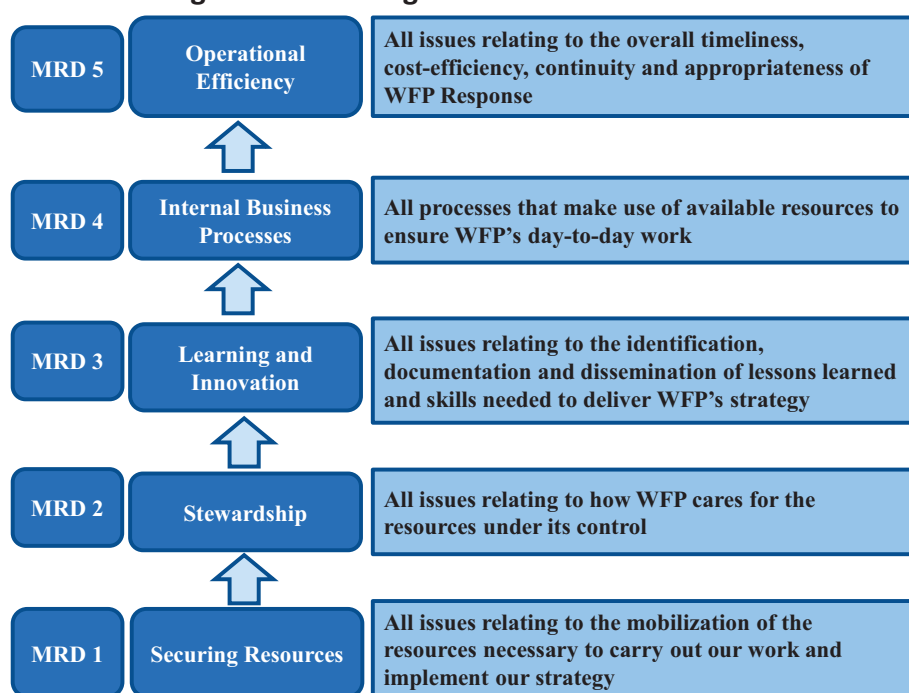 MRD 5
Operational
Efficiency
All issues relating to the overall timeliness,
cost-efficiency, continuity and appropriateness of
WFP Response
MRD 4
Internal Business
Processes
All processes that make use of available resources to
ensure WFP's day-to-day work
MRD 3
Learning and
Innovation
All issues relating to the identification,
documentation and dissemination of lessons learned
and skills needed to deliver WFP's strategy
MRD 2
Stewardship
All issues relating to how WFP cares for the
resources under its control
MRD 1
Securing Resources
All issues relating to the mobilization of the
resources necessary to carry out our work and
implement our strategy